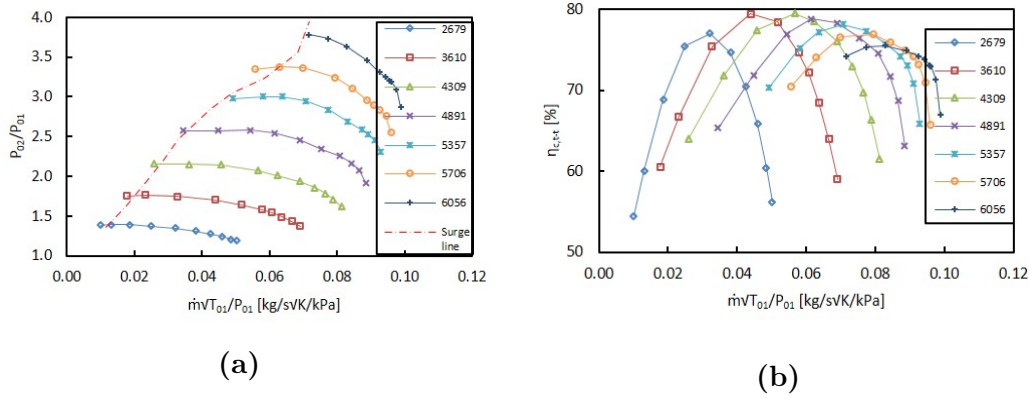 4.0
3.5
3.0
2.5
2.0
1.5
1.0
P02/P01
0.00 0.02 0.04 0.06 0.08 0.10 0.12
ṁ√T01/P01 [kg/s√K/kPa]
2679
3610
4309
4891
5357
5706
6056
Surge
line
(a)
80
70
60
50
ηc,t-t [%]
0.00 0.02 0.04 0.06 0.08 0.10 0.12
ṁ√T01/P01 [kg/s√K/kPa]
2679
3610
4309
4891
5357
5706
6056
(b)